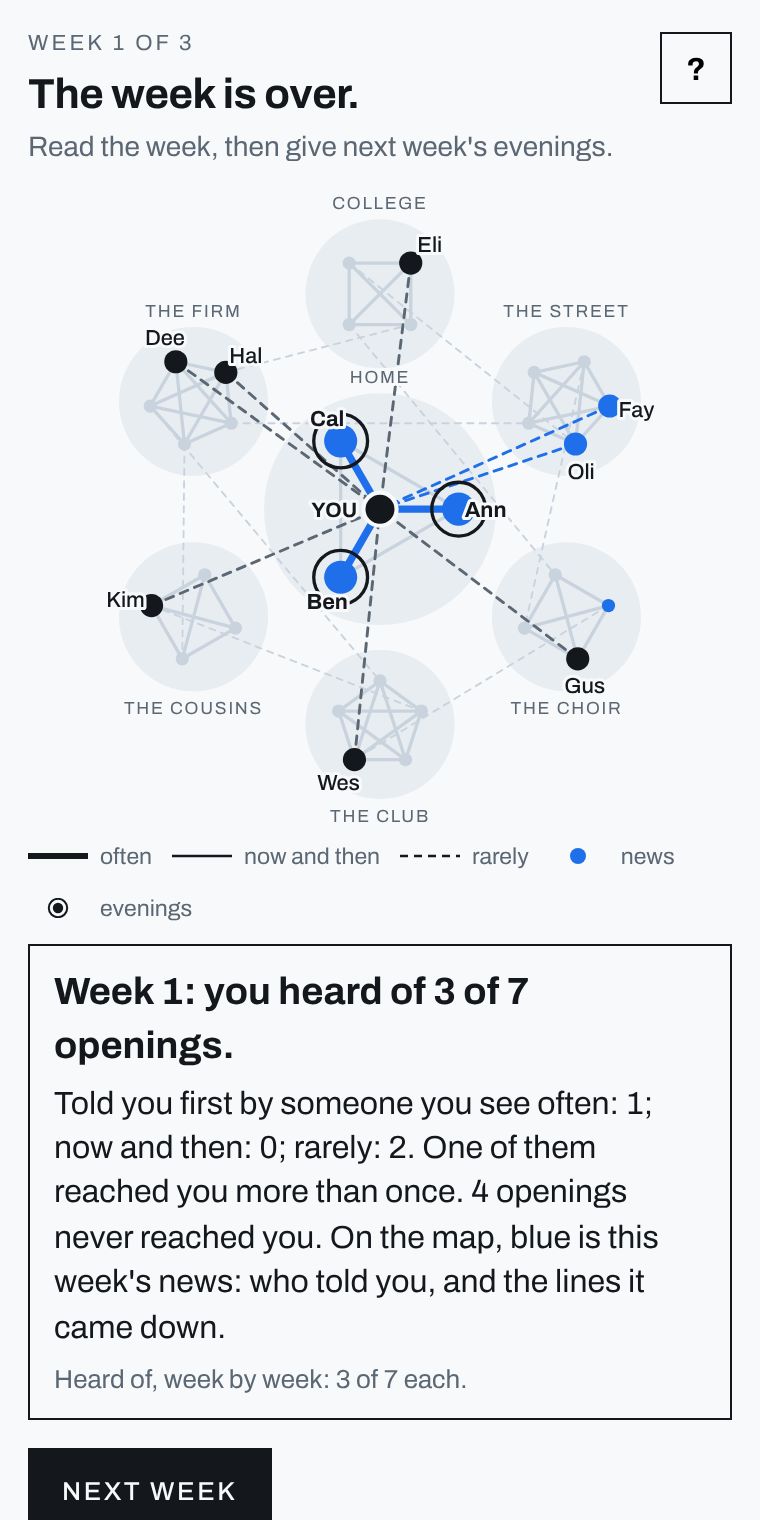 WEEK 1 OF 3
?
The week is over.
Read the week, then give next week's evenings.
COLLEGE
Eli
THE FIRM
THE STREET
Dee
Hal
HOME
Cal
Fay
Oli
YOU
Ann
Ben
Kim
Gus
THE COUSINS
THE CHOIR
Wes
THE CLUB
often
now and then
rarely
news
evenings
Week 1: you heard of 3 of 7
openings.
Told you first by someone you see often: 1;
now and then: 0; rarely: 2. One of them
reached you more than once. 4 openings
never reached you. On the map, blue is this
week's news: who told you, and the lines it
came down.
Heard of, week by week: 3 of 7 each.
NEXT WEEK